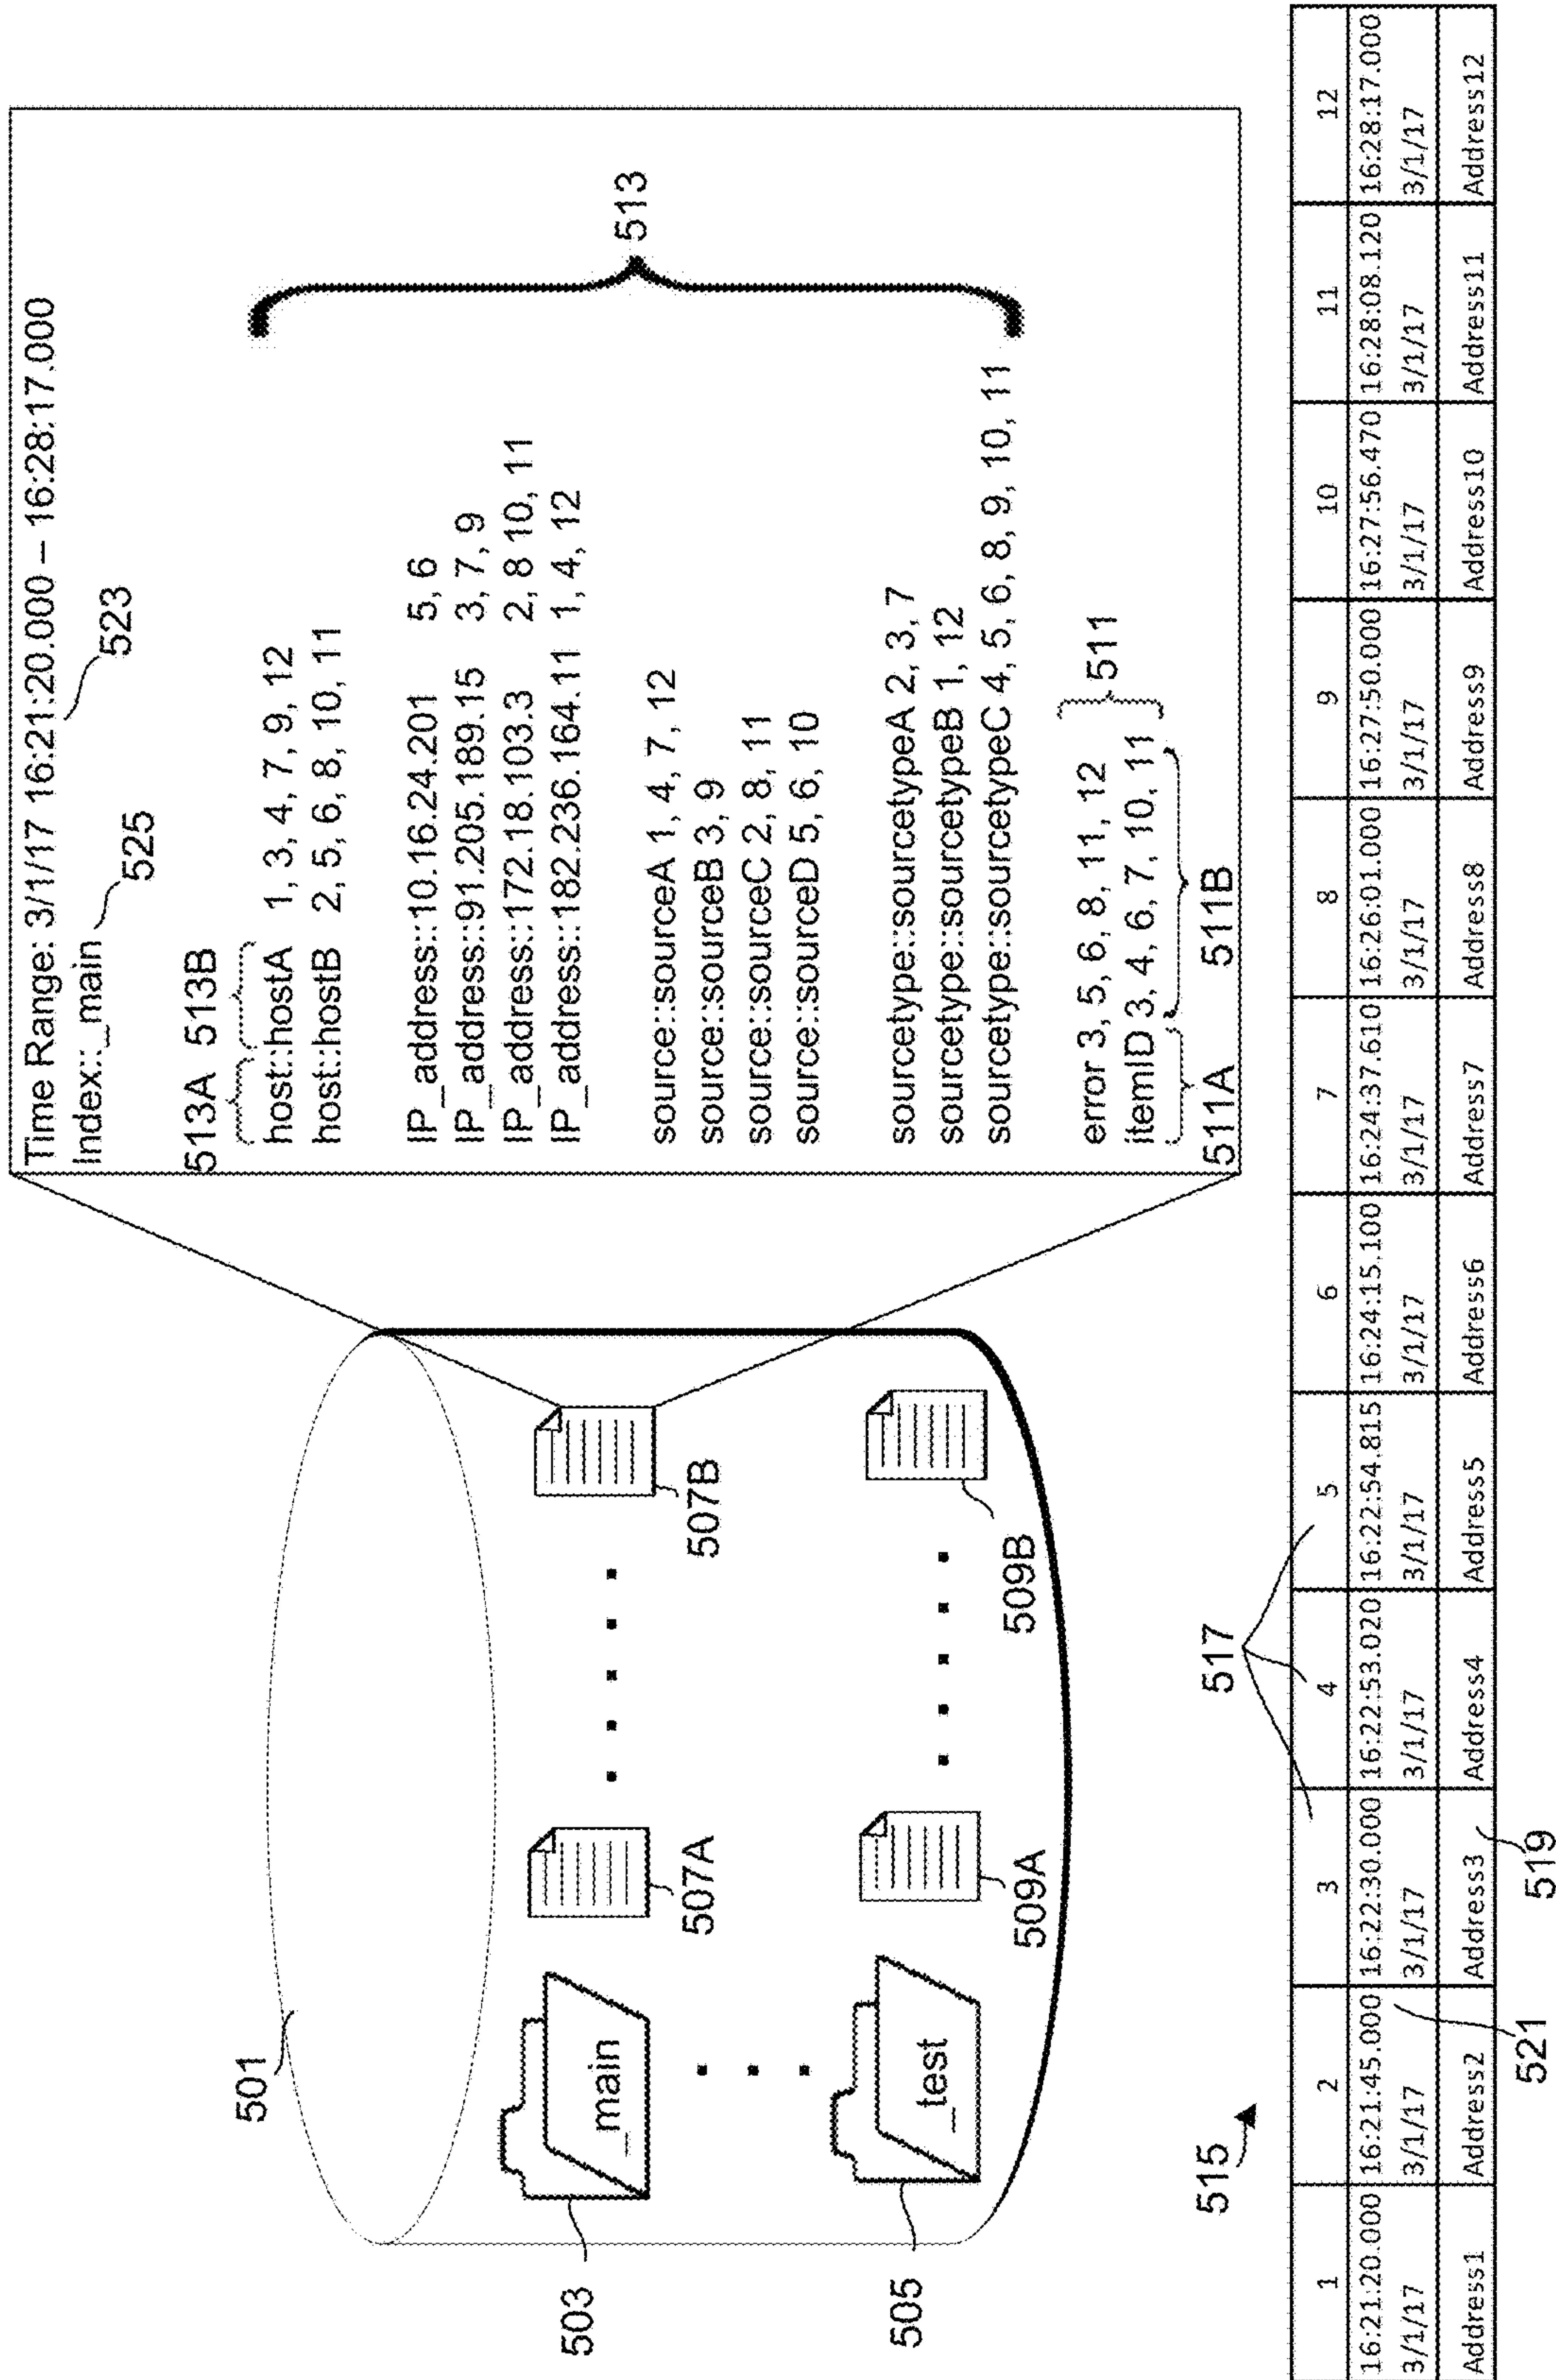 Time Range: 3/1/17 16:21:20.000 – 16:28:17.000
Index::_main
525
523
513A 513B
host::hostA 1, 3, 4, 7, 9, 12
host::hostB 2, 5, 6, 8, 10, 11
IP_address::10.16.24.201 5, 6
IP_address::91.205.189.15 3, 7, 9
IP_address::172.18.103.3 2, 8 10, 11
IP_address::182.236.164.11 1, 4, 12
513
source::sourceA 1, 4, 7, 12
source::sourceB 3, 9
source::sourceC 2, 8, 11
source::sourceD 5, 6, 10
sourcetype::sourcetypeA 2, 3, 7
sourcetype::sourcetypeB 1, 12
sourcetype::sourcetypeC 4, 5, 6, 8, 9, 10, 11
error 3, 5, 6, 8, 11, 12
itemID 3, 4, 6, 7, 10, 11
511
511A 511B
501
503
_main
507A
507B
505
_test
509A
509B
515
517
1 2 3 4 5 6 7 8 9 10 11 12
16:21:20.000 16:21:45.000 16:22:30.000 16:22:53.020 16:22:54.815 16:24:15.100 16:24:37.610 16:26:01.000 16:27:50.000 16:27:56.470 16:28:08.120 16:28:17.000
3/1/17 3/1/17 3/1/17 3/1/17 3/1/17 3/1/17 3/1/17 3/1/17 3/1/17 3/1/17 3/1/17 3/1/17
Address1 Address2 Address3 Address4 Address5 Address6 Address7 Address8 Address9 Address10 Address11 Address12
521
519